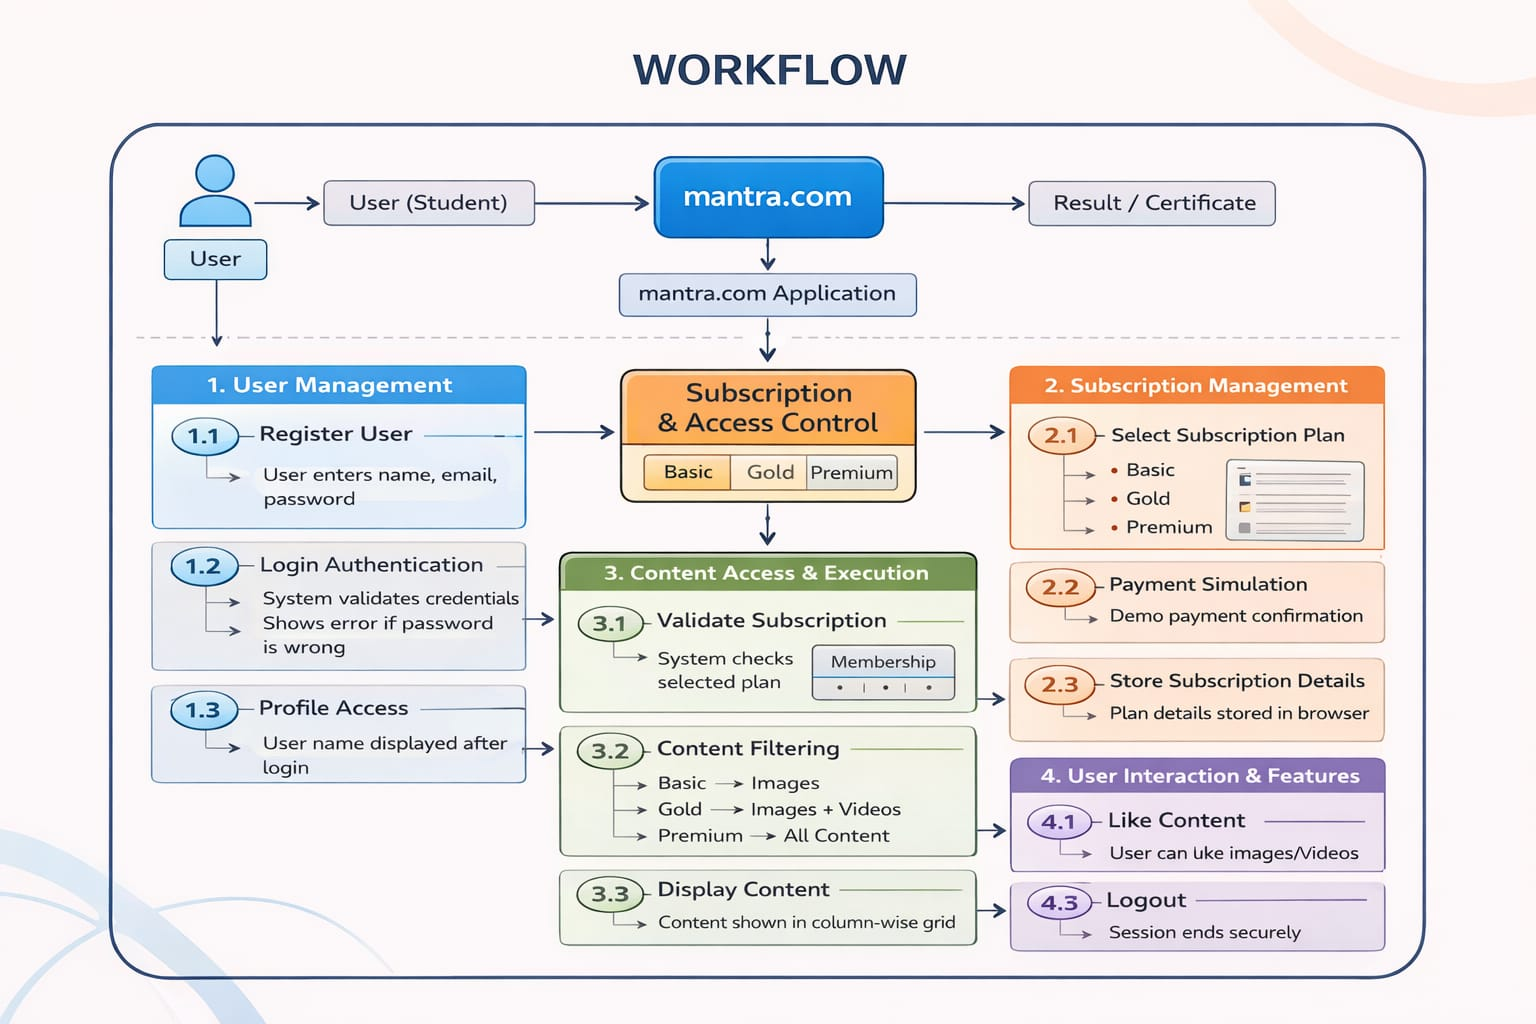 WORKFLOW
User (Student)
mantra.com
Result / Certificate
User
mantra.com Application
1. User Management
1.1 Register User
User enters name, email,
password
1.2 Login Authentication
System validates credentials
Shows error if password
is wrong
1.3 Profile Access
User name displayed after
login
Subscription
& Access Control
Basic Gold Premium
2. Subscription Management
2.1 Select Subscription Plan
• Basic
• Gold
• Premium
2.2 Payment Simulation
Demo payment confirmation
2.3 Store Subscription Details
Plan details stored in browser
3. Content Access & Execution
3.1 Validate Subscription
System checks
selected plan
Membership
3.2 Content Filtering
Basic → Images
Gold → Images + Videos
Premium → All Content
3.3 Display Content
Content shown in column-wise grid
4. User Interaction & Features
4.1 Like Content
User can uke images/Videos
4.3 Logout
Session ends securely